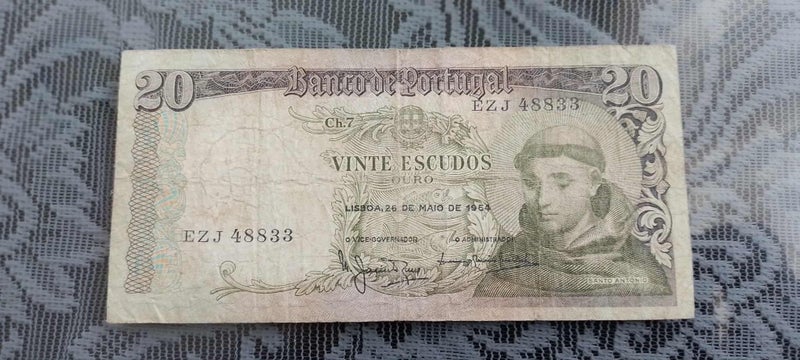 20 Banco de Portugal 20
EZJ 48833
Ch.7
VINTE ESCUDOS
OURO
LISBOA, 26 DE MAIO DE 1964
EZJ 48833
O VICE-GOVERNADOR O ADMINISTRADOR
SANTO ANTÓNIO